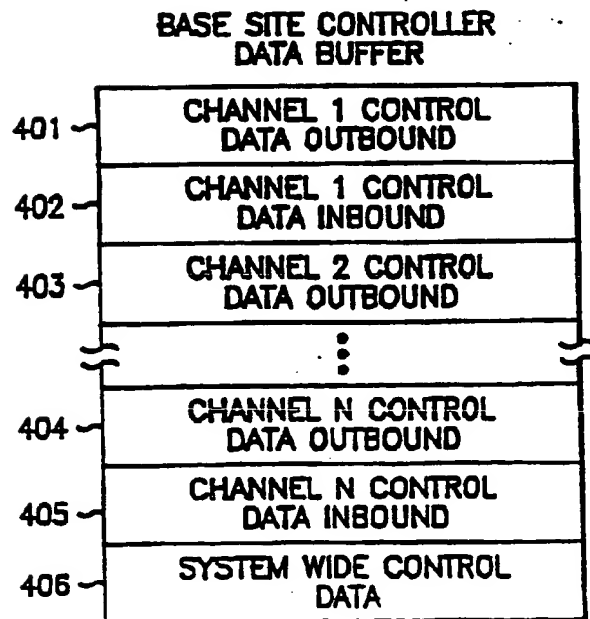 BASE SITE CONTROLLER
DATA BUFFER
401
CHANNEL 1 CONTROL
DATA OUTBOUND
402
CHANNEL 1 CONTROL
DATA INBOUND
403
CHANNEL 2 CONTROL
DATA OUTBOUND
404
CHANNEL N CONTROL
DATA OUTBOUND
405
CHANNEL N CONTROL
DATA INBOUND
406
SYSTEM WIDE CONTROL
DATA